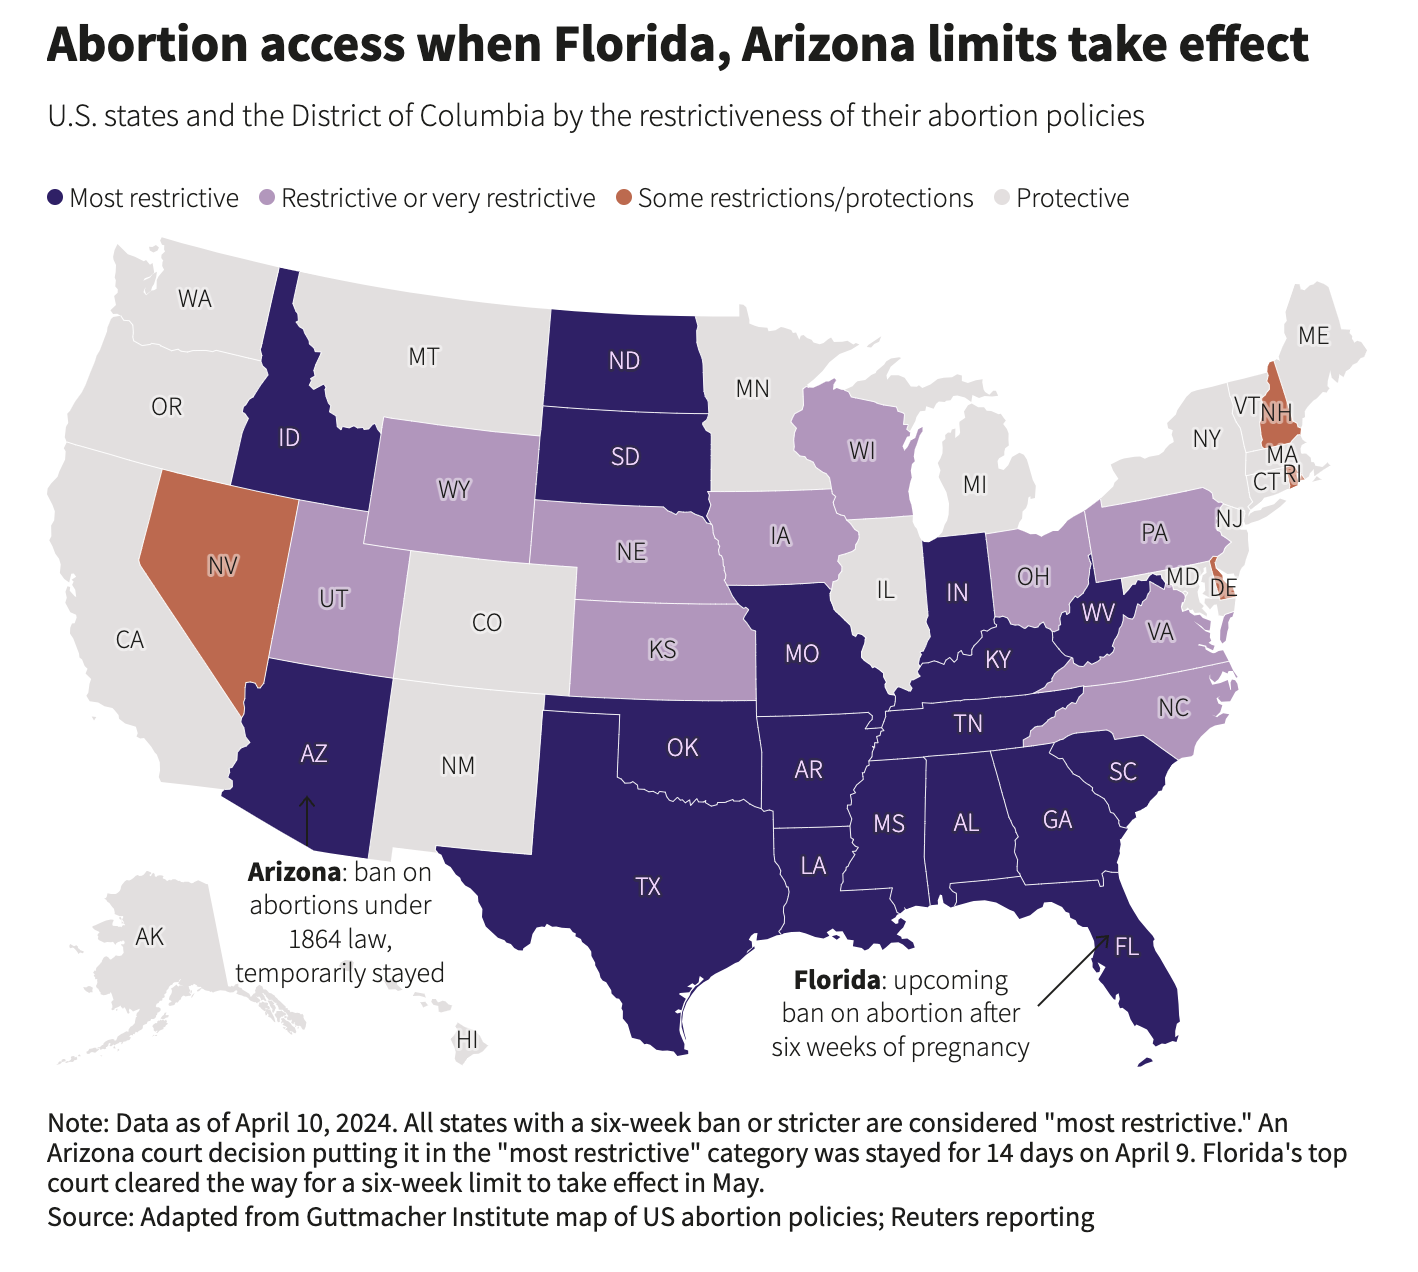 Abortion access when Florida, Arizona limits take effect
U.S. states and the District of Columbia by the restrictiveness of their abortion policies
Most restrictive
Restrictive or very restrictive
Some restrictions/protections
Protective
WA
MT
ND
MN
ME
OR
ID
SD
WI
VT
NH
NY
MA
WY
MI
CT
RI
NV
UT
NE
IA
PA
NJ
CO
IL
IN
OH
MD
DE
CA
KS
MO
WV
VA
KY
AZ
NM
OK
AR
TN
NC
SC
MS
AL
GA
TX
LA
Arizona: ban on
abortions under
1864 law,
temporarily stayed
AK
HI
FL
Florida: upcoming
ban on abortion after
six weeks of pregnancy
Note: Data as of April 10, 2024. All states with a six-week ban or stricter are considered "most restrictive." An
Arizona court decision putting it in the "most restrictive" category was stayed for 14 days on April 9. Florida's top
court cleared the way for a six-week limit to take effect in May.
Source: Adapted from Guttmacher Institute map of US abortion policies; Reuters reporting